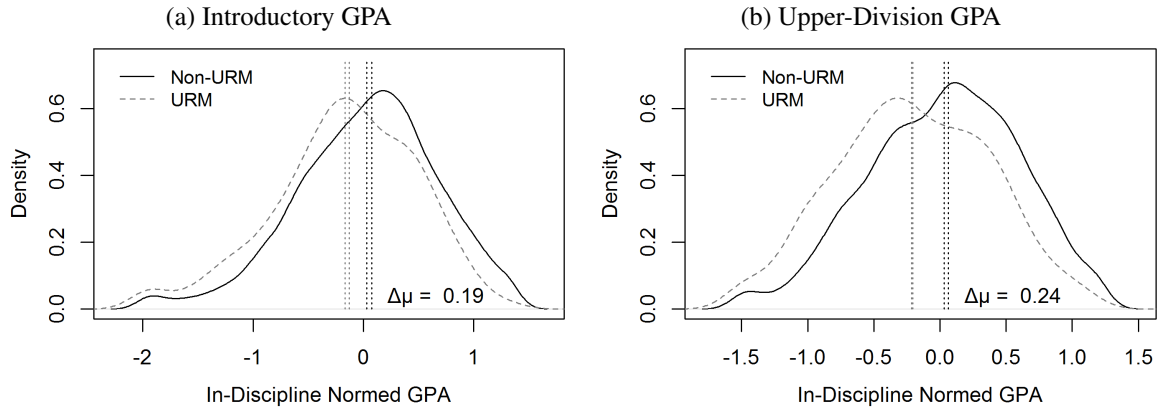 (a) Introductory GPA
Non-URM
URM
Density
0.0
0.2
0.4
0.6
Δμ = 0.19
-2
-1
0
1
In-Discipline Normed GPA
(b) Upper-Division GPA
Non-URM
URM
Density
0.0
0.2
0.4
0.6
Δμ = 0.24
-1.5
-1.0
-0.5
0.0
0.5
1.0
1.5
In-Discipline Normed GPA